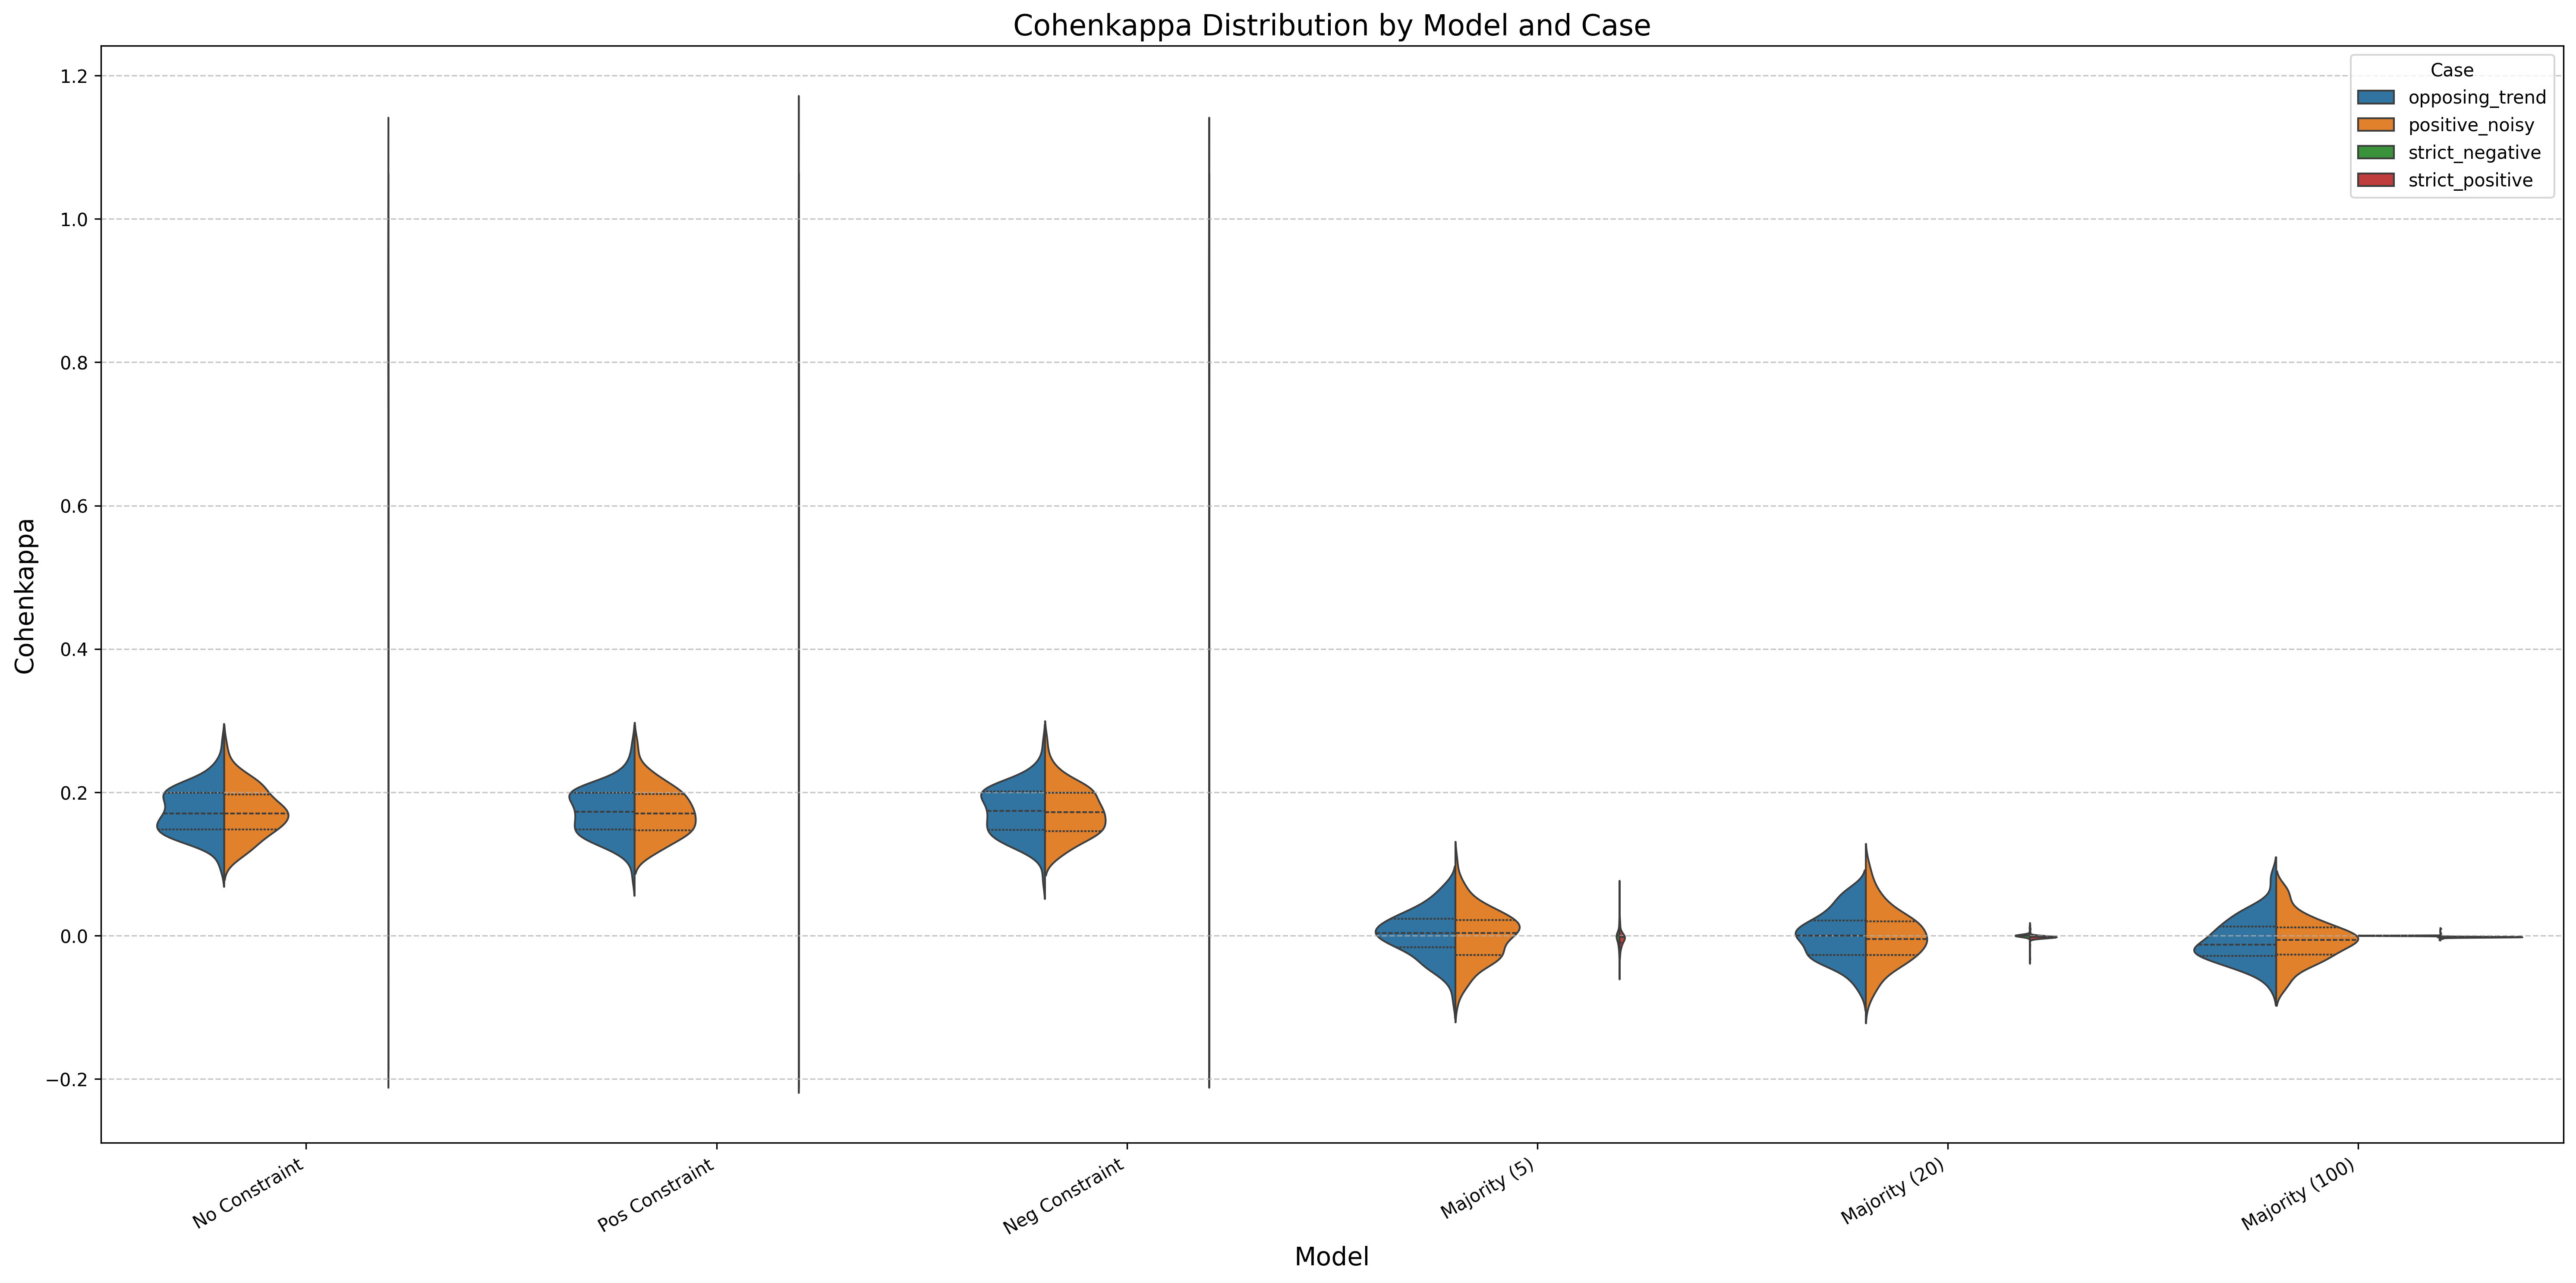 Cohenkappa Distribution by Model and Case
1.2
1.0
0.8
0.6
0.4
0.2
0.0
−0.2
Cohenkappa
Case
opposing_trend
positive_noisy
strict_negative
strict_positive
No Constraint
Pos Constraint
Neg Constraint
Majority (5)
Majority (20)
Majority (100)
Model